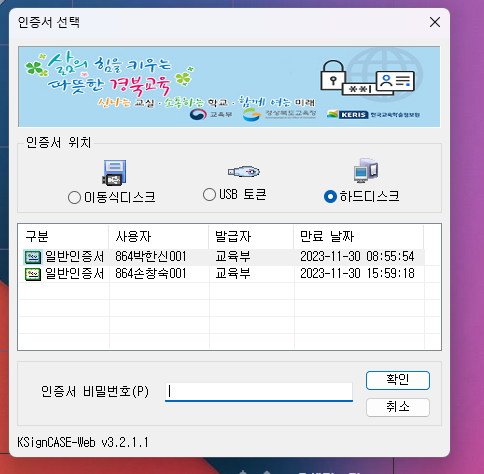 인증서 선택
삶의 힘을 키우는
따뜻한 경북교육
신나는 교실·소통하는 학교·함께 여는 미래
교육부 경상북도교육청 KERIS 한국교육학술정보원
***
인증서 위치
이동식디스크 USB 토큰 하드디스크
구분 사용자 발급자 만료 날짜
일반인증서 864박한신001 교육부 2023-11-30 08:55:54
일반인증서 864손창숙001 교육부 2023-11-30 15:59:18
인증서 비밀번호(P)
확인
취소
KSignCASE-Web v3.2.1.1